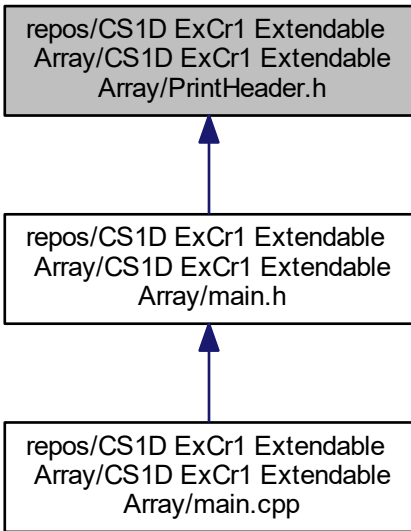 repos/CS1D ExCr1 Extendable
Array/CS1D ExCr1 Extendable
Array/PrintHeader.h
repos/CS1D ExCr1 Extendable
Array/CS1D ExCr1 Extendable
Array/main.h
repos/CS1D ExCr1 Extendable
Array/CS1D ExCr1 Extendable
Array/main.cpp